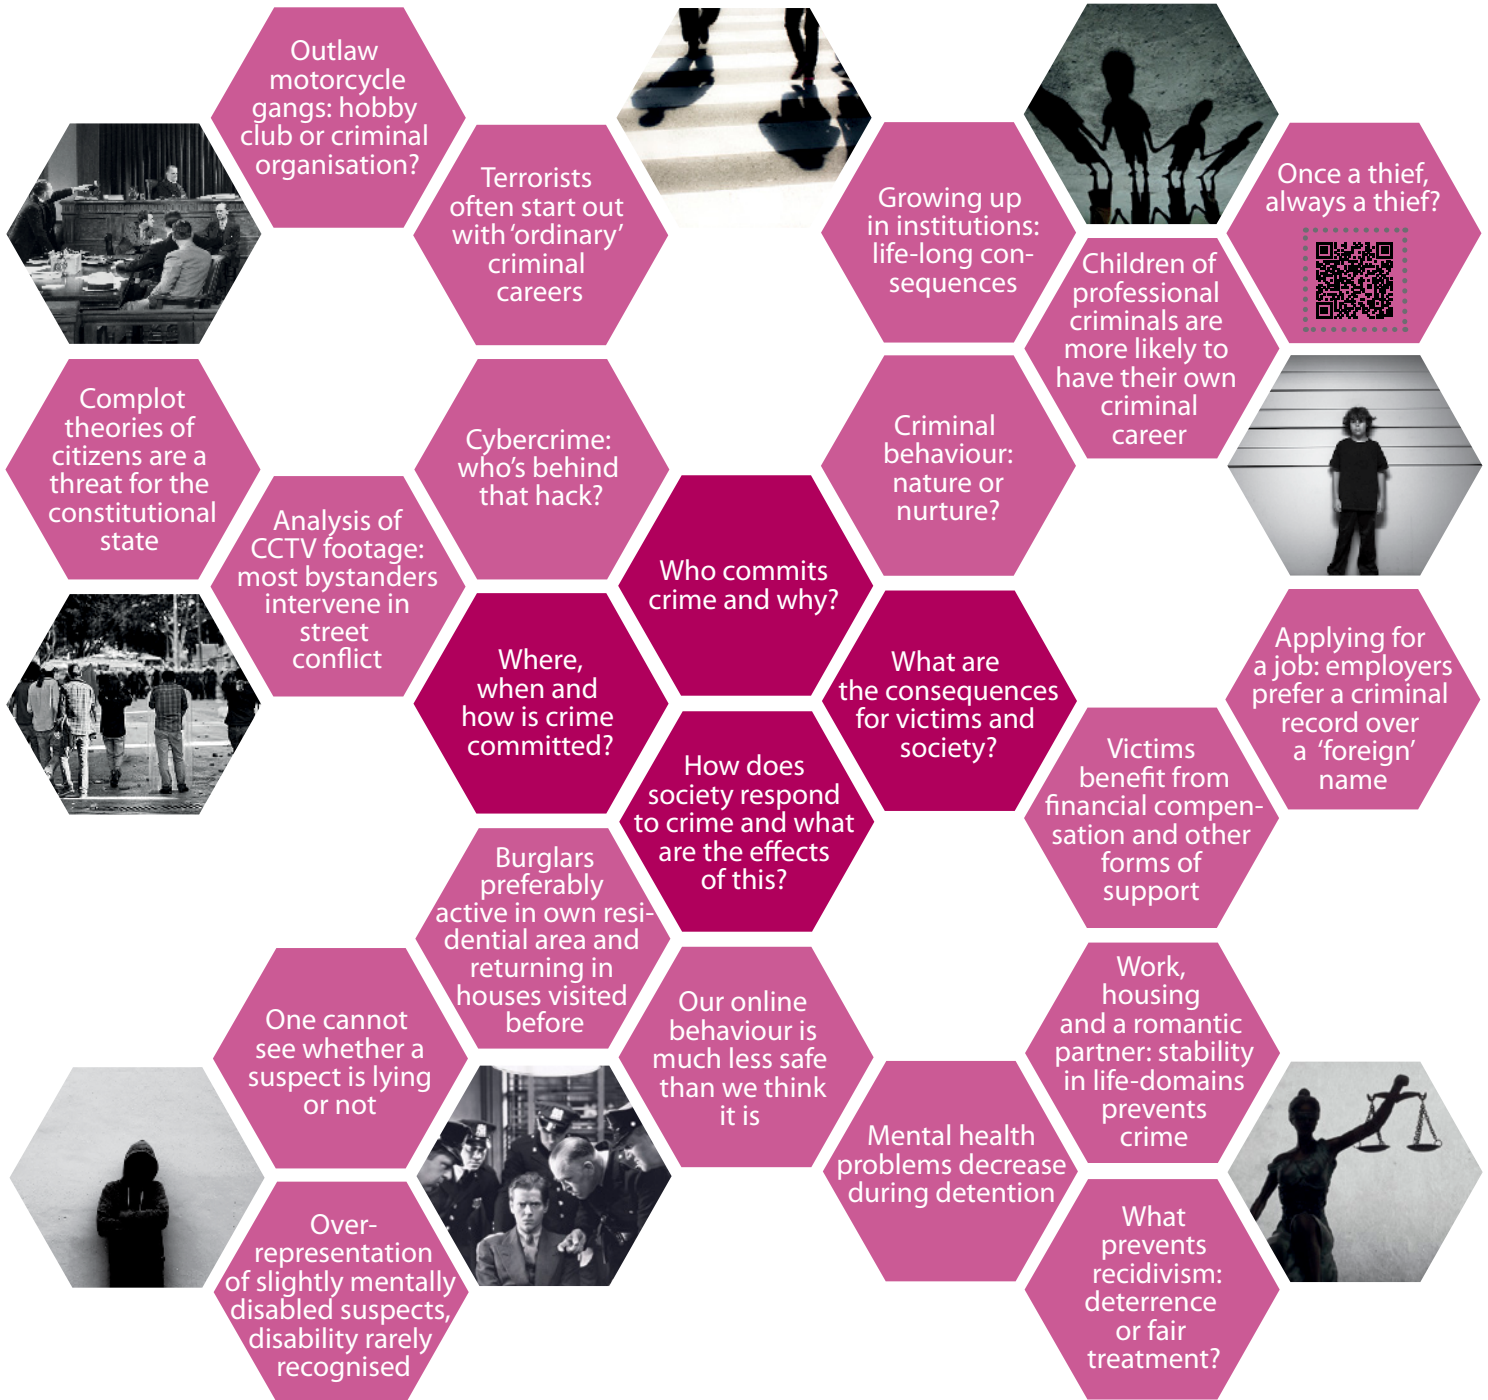 Outlaw
motorcycle
gangs: hobby
club or criminal
organisation?
Terrorists
often start out
with ‘ordinary’
criminal
careers
Growing up
in institutions:
life-long con-
sequences
Once a thief,
always a thief?
Children of
professional
criminals are
more likely to
have their own
criminal
career
Complot
theories of
citizens are a
threat for the
constitutional
state
Cybercrime:
who’s behind
that hack?
Criminal
behaviour:
nature or
nurture?
Analysis of
CCTV footage:
most bystanders
intervene in
street
conflict
Who commits
crime and why?
Where,
when and
how is crime
committed?
What are
the consequences
for victims and
society?
Applying for
a job: employers
prefer a criminal
record over
a ‘foreign’
name
How does
society respond
to crime and what
are the effects
of this?
Victims
benefit from
financial compen-
sation and other
forms of
support
Burglars
preferably
active in own resi-
dential area and
returning in
houses visited
before
One cannot
see whether a
suspect is lying
or not
Our online
behaviour is
much less safe
than we think
it is
Work,
housing
and a romantic
partner: stability
in life-domains
prevents
crime
Mental health
problems decrease
during detention
Over-
representation
of slightly mentally
disabled suspects,
disability rarely
recognised
What
prevents
recidivism:
deterrence
or fair
treatment?